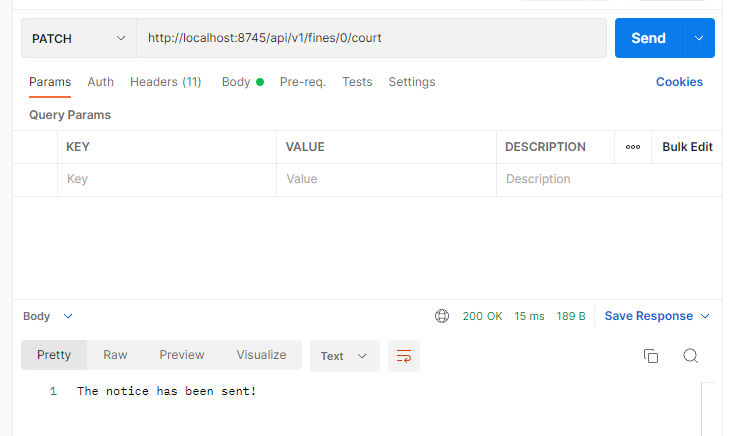 PATCH http://localhost:8745/api/v1/fines/0/court Send
Params Auth Headers (11) Body Pre-req. Tests Settings Cookies
Query Params
KEY VALUE DESCRIPTION ooo Bulk Edit
Key Value Description
Body 200 OK 15 ms 189 B Save Response
Pretty Raw Preview Visualize Text
1 The notice has been sent!